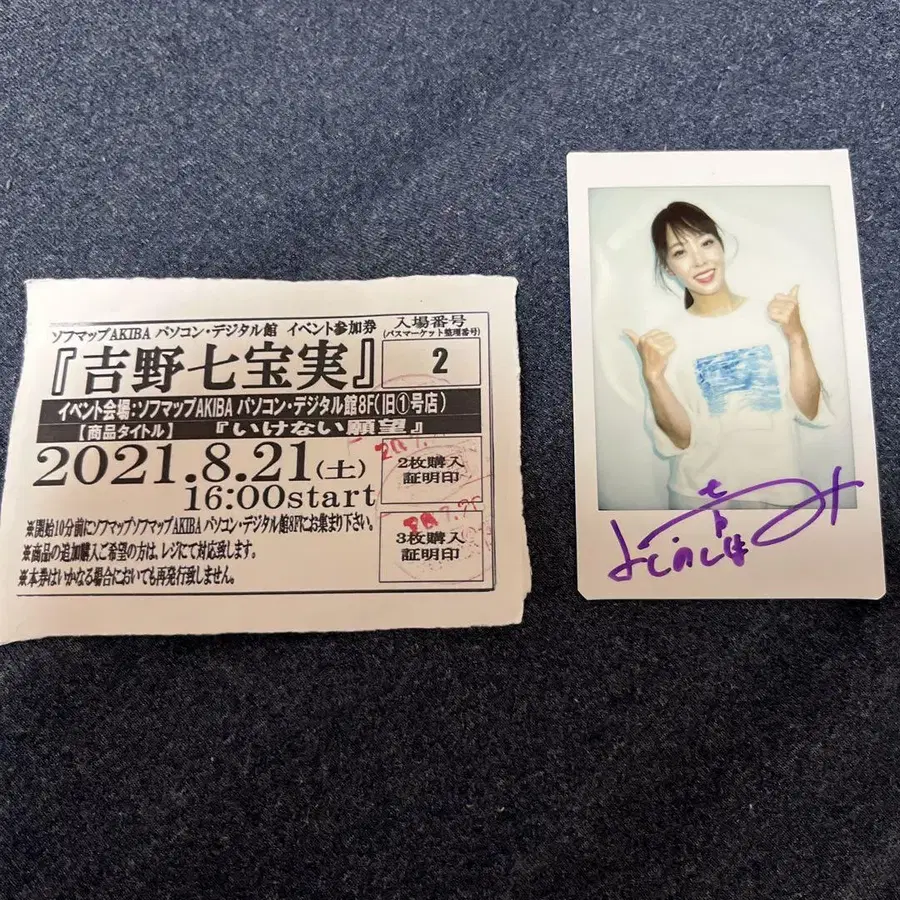 ソフマップAKIBA パソコン・デジタル館 イベント参加券
『吉野七宝実』
入場番号
(パスマーケット整理番号)
2
イベント会場:ソフマップAKIBA パソコン・デジタル館8F(旧①号店)
【商品タイトル】 『いけない願望』
2021.8.21(土)
16:00start
2枚購入
証明印
3枚購入
証明印
※開始10分前にソフマップソフマップAKIBA パソコン・デジタル館8Fにお集まり下さい。
※商品の追加購入ご希望の方は、レジにて対応致します。
※本券はいかなる場合においても再発行致しません。
よしのしほみ